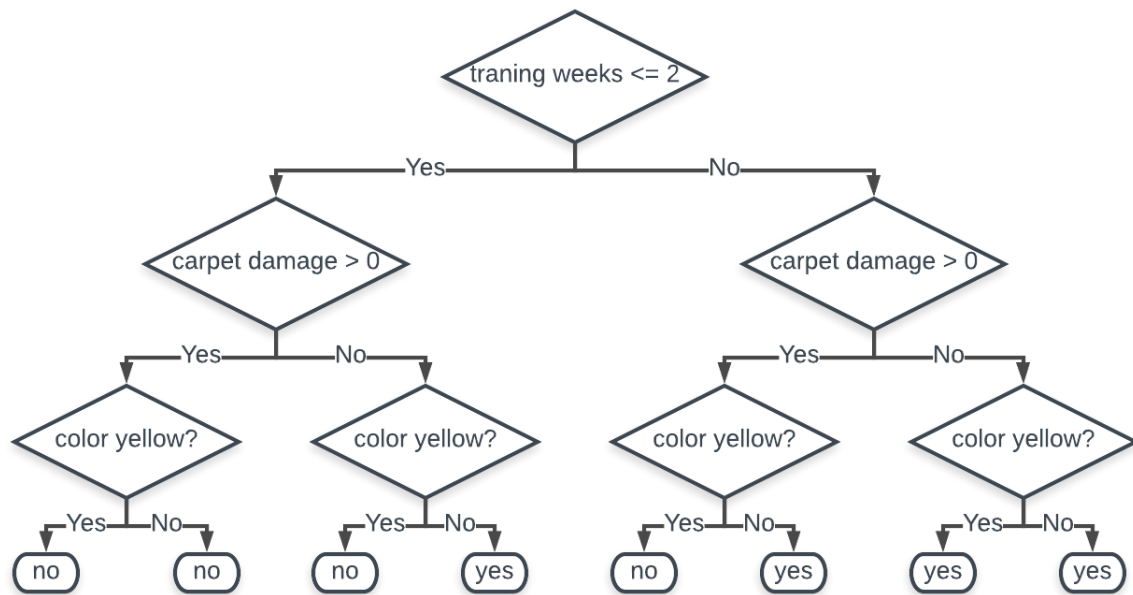 traning weeks <= 2
Yes No
carpet damage > 0 carpet damage > 0
Yes No Yes No
color yellow? color yellow? color yellow? color yellow?
Yes No Yes No Yes No Yes No
no no no yes no yes yes yes